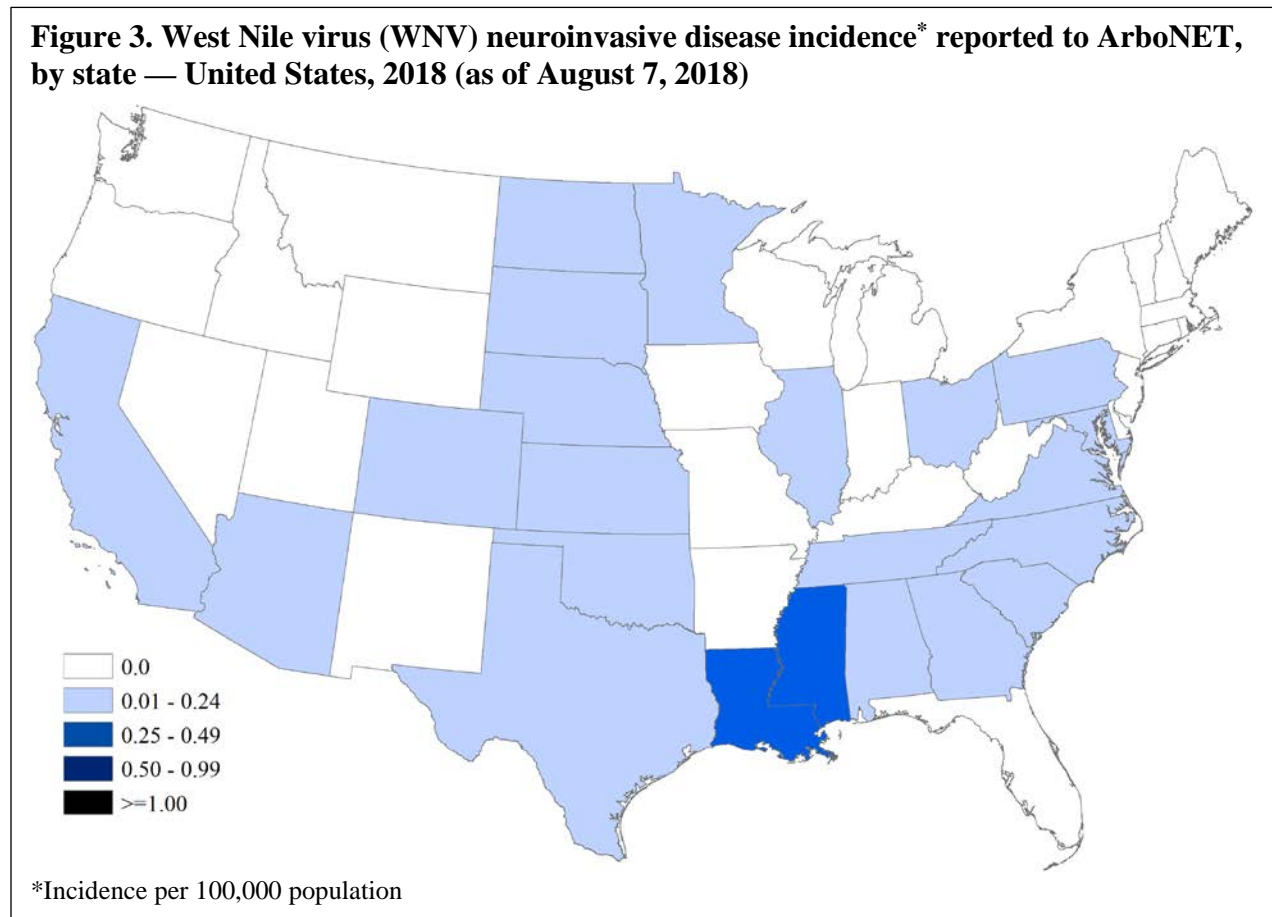 Figure 3. West Nile virus (WNV) neuroinvasive disease incidence* reported to ArboNET,
by state — United States, 2018 (as of August 7, 2018)
0.0
0.01 - 0.24
0.25 - 0.49
0.50 - 0.99
>=1.00
*Incidence per 100,000 population